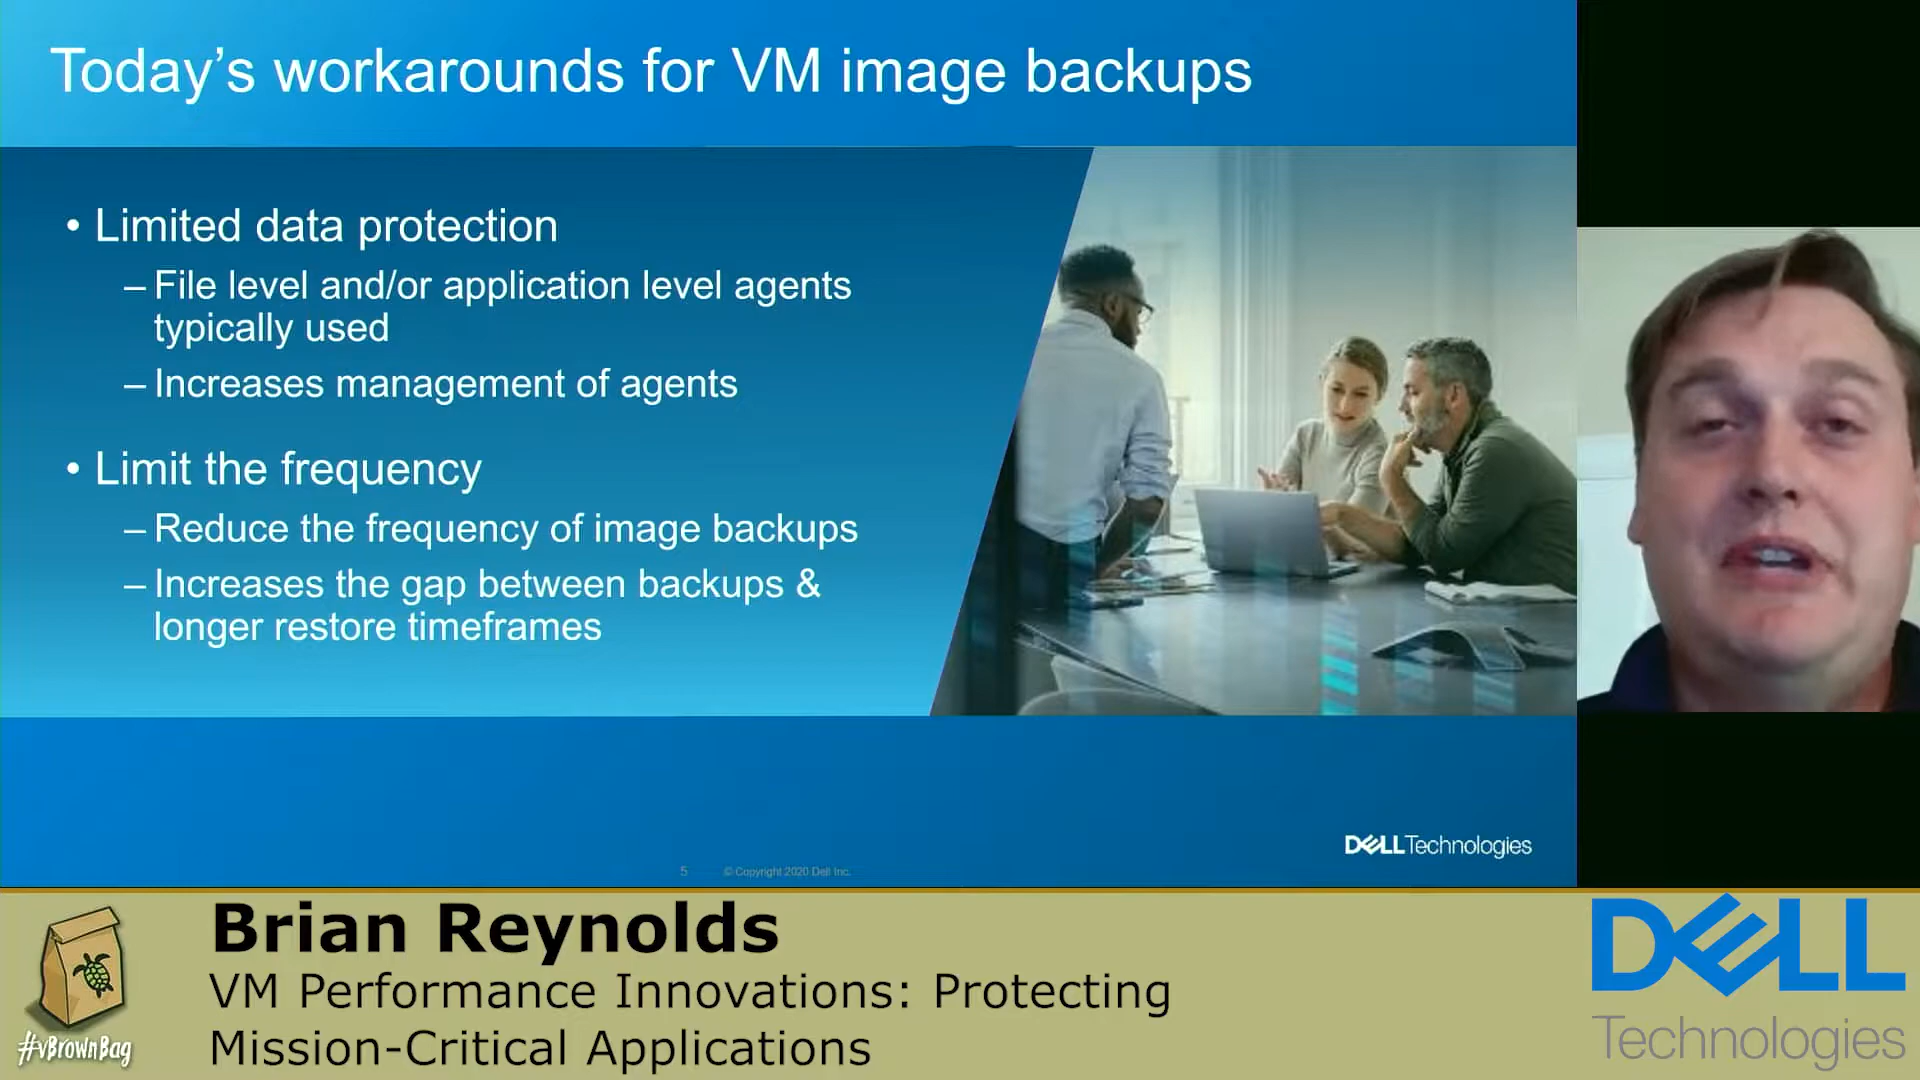 Today's workarounds for VM image backups
• Limited data protection
– File level and/or application level agents
typically used
– Increases management of agents
• Limit the frequency
– Reduce the frequency of image backups
– Increases the gap between backups &
longer restore timeframes
DELLTechnologies
5 © Copyright 2020 Dell Inc.
Brian Reynolds
VM Performance Innovations: Protecting
Mission-Critical Applications
#vBrownBag
DELL
Technologies